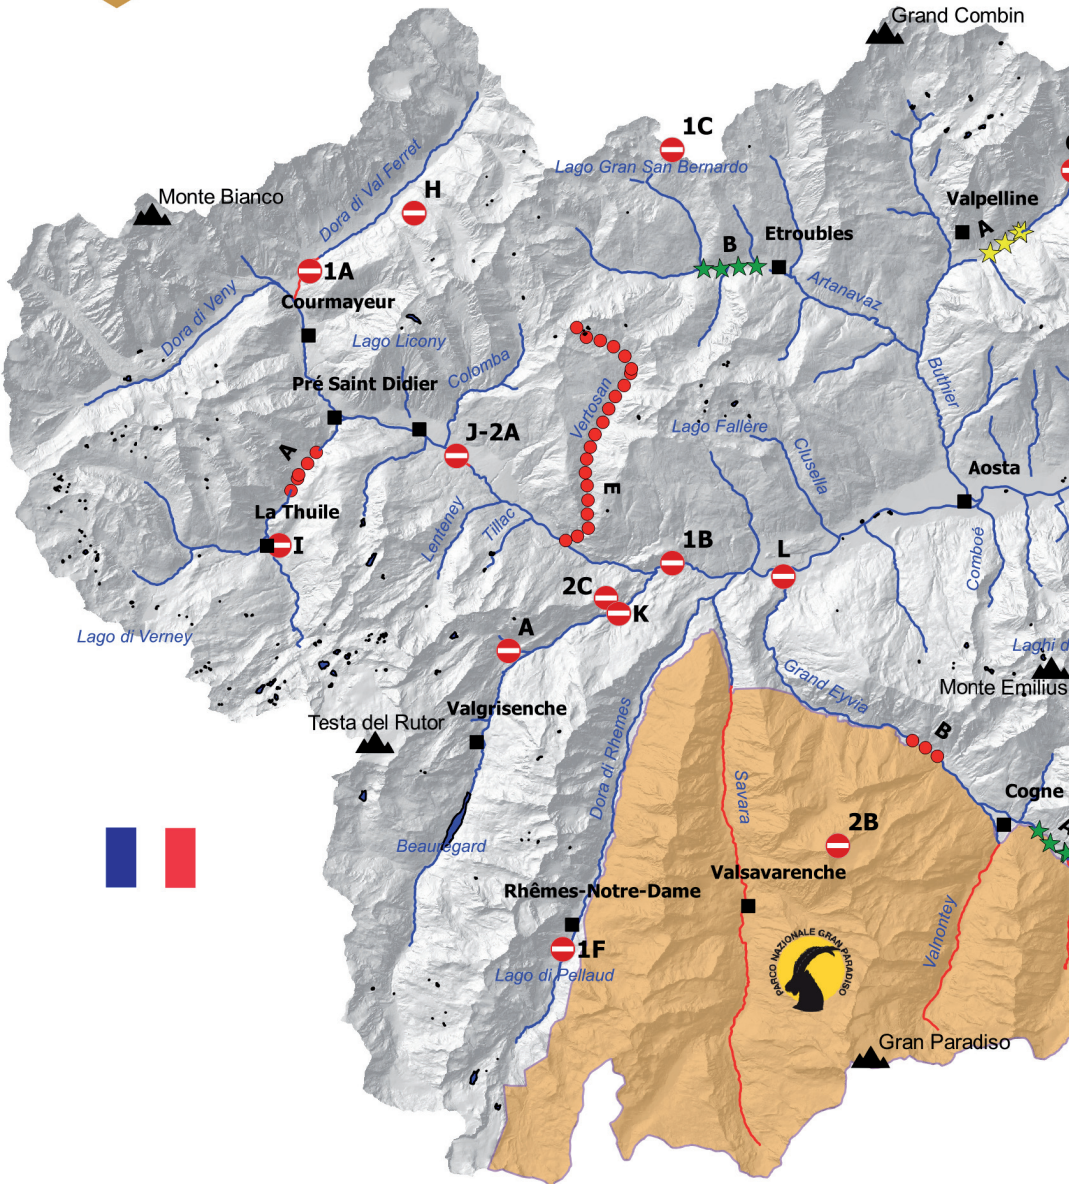 Grand Combin
1C
Lago Gran San Bernardo
Dora di Val Ferret
H
Monte Bianco
Valpelline
A
B
Etroubles
1A
Courmayeur
Artanavaz
Dora di Veny
Lago Licony
Colomba
Pré Saint Didier
Buthier
Vertosan
Lago Fallère
J-2A
Clusella
A
Aosta
E
La Thuile
Lenteney
Tillac
I
1B
L
Comboé
2C
K
Lago di Verney
A
Laghi d
Grand Eyvia
Monte Emilius
Valgrisenche
Testa del Rutor
Dora di Rhemes
B
Savara
Cogne
2B
A
Beauregard
Valsavarenche
Rhêmes-Notre-Dame
Valnontey
1F
Lago di Pellaud
PARCO NAZIONALE GRAN PARADISO
Gran Paradiso